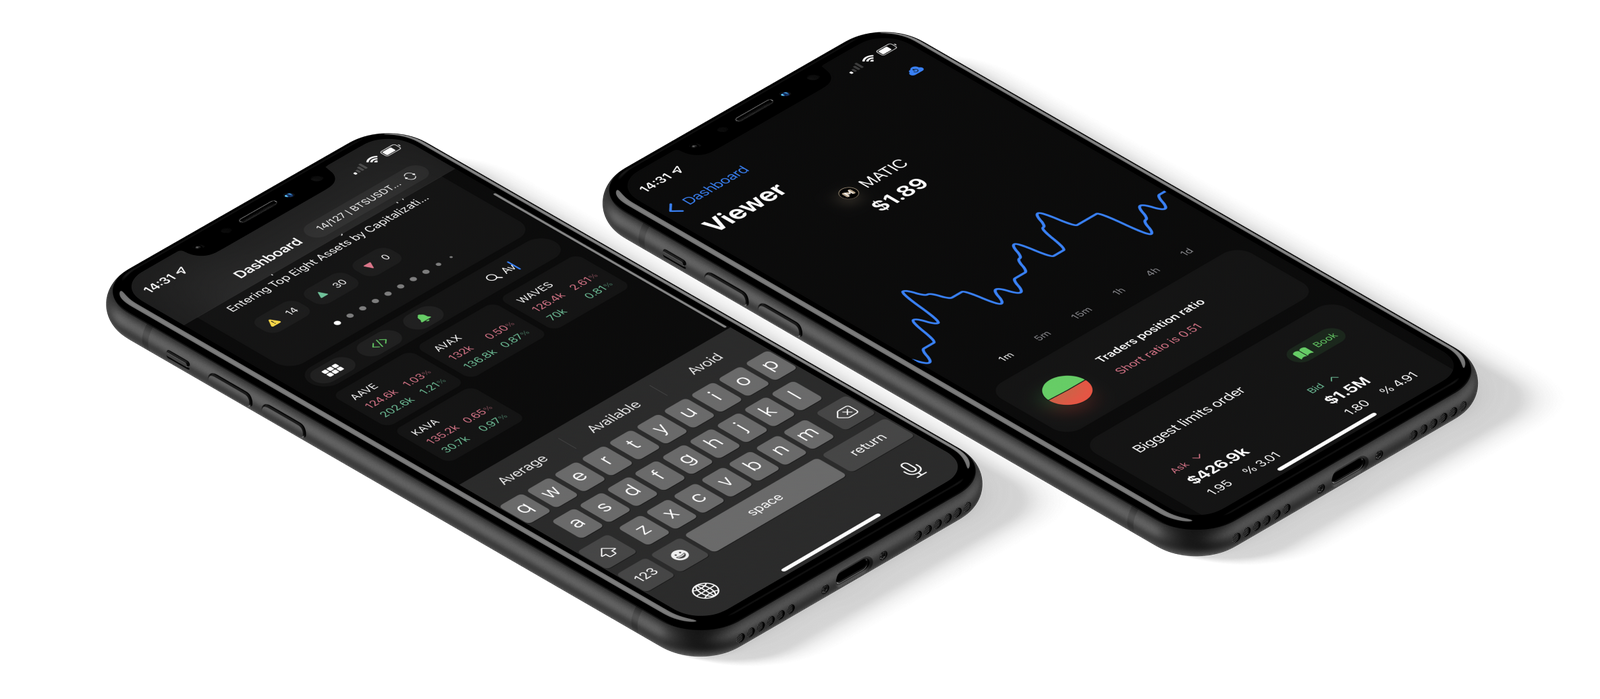 14:31
Dashboard
14/127 | BTSUSDT...
Entering Top Eight Assets by Capitalizati...
14
30
0
</>
Av
AAVE
124.6k 1.03%
202.6k 1.21%
AVAX
132k 0.50%
136.8k 0.87%
WAVES
126.4k 2.61%
70k 0.81%
KAVA
135.2k 0.65%
30.7k 0.97%
Average
Available
Avoid
q w e r t y u i o p
a s d f g h j k l
z x c v b n m
123
space
return
14:31
Dashboard
Viewer
MATIC
$1.89
1m
5m
15m
1h
4h
1d
Traders position ratio
Short ratio is 0.51
Biggest limits order
Book
Ask
$426.9k
1.95 % 3.01
Bid
$1.5M
1.80 % 4.91